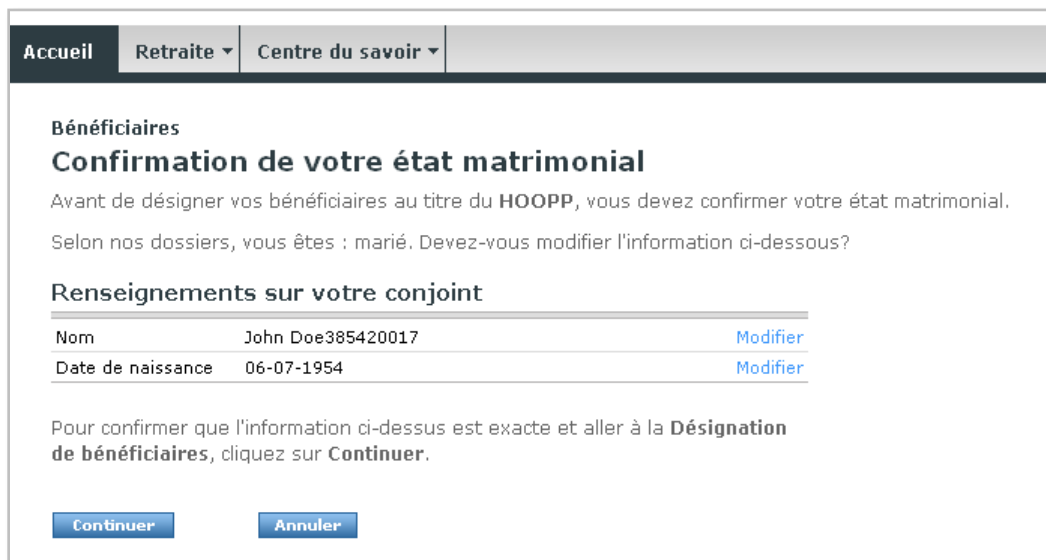 Accueil Retraite Centre du savoir
Bénéficiaires
Confirmation de votre état matrimonial
Avant de désigner vos bénéficiaires au titre du HOOPP, vous devez confirmer votre état matrimonial.
Selon nos dossiers, vous êtes : marié. Devez-vous modifier l'information ci-dessous?
Renseignements sur votre conjoint
Nom John Doe385420017 Modifier
Date de naissance 06-07-1954 Modifier
Pour confirmer que l'information ci-dessus est exacte et aller à la Désignation
de bénéficiaires, cliquez sur Continuer.
Continuer Annuler